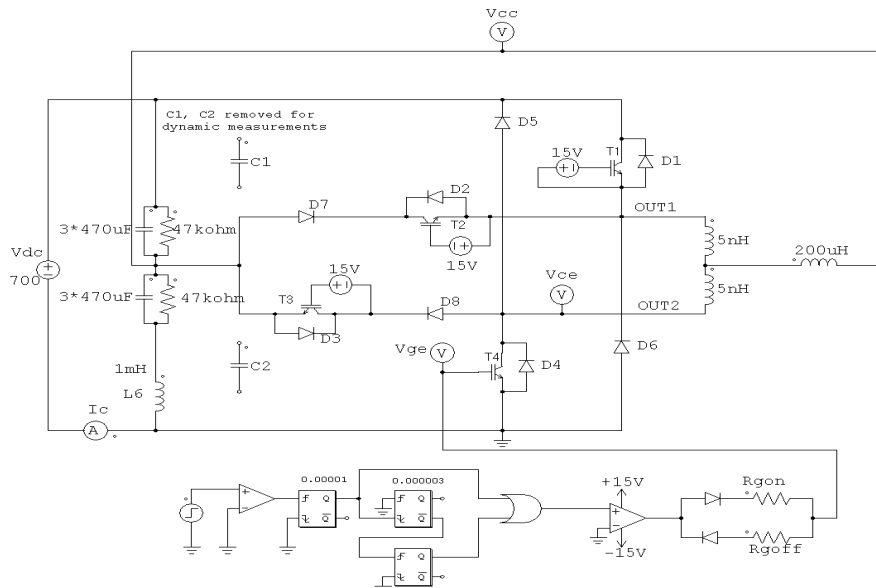 Vcc
V
C1, C2 removed for
dynamic measurements
D5
15V
T1
D1
C1
D2
D7
T2
OUT1
3*470uF
47kohm
15V
5nH
Vdc
700
15V
Vce
V
200uH
3*470uF
47kohm
T3
D8
OUT2
5nH
D3
Vge
V
T4
D4
D6
1mH
L6
C2
Ic
A
0.00001
0.000003
+15V
Rgon
Q
Q
Q
Q
-15V
Rgoff
Q
Q